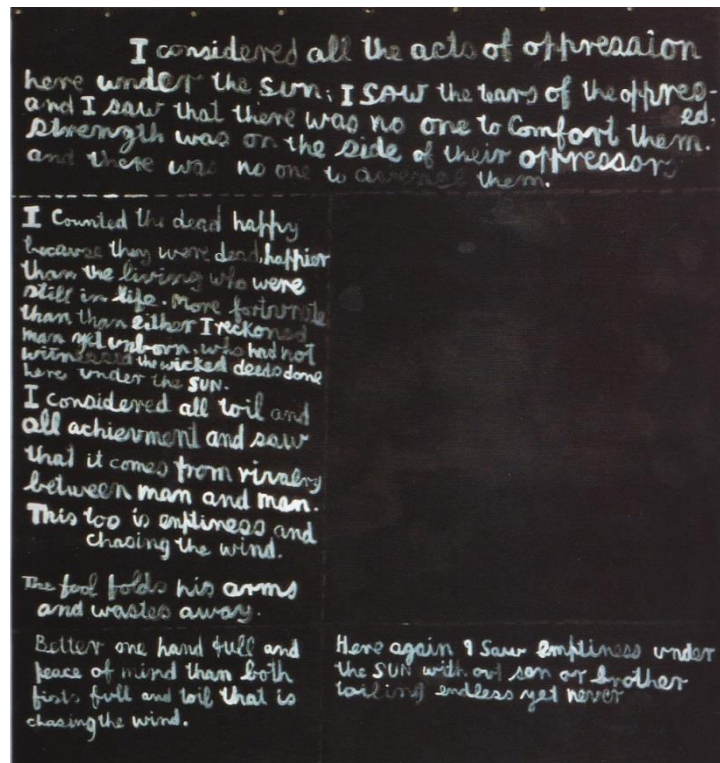 I considered all the acts of oppression
here under the SUN; I SAW the tears of the oppres-
ed.
and I saw that there was no one to Comfort them.
Strength was on the side of their oppressors
and there was no one to avenge them.
I Counted the dead happy
because they were dead, happier
than the living who were
still in life. More fortunate
than than either I reckoned
man yet unborn, who had not
witnessed the wicked deeds done
here under the SUN.
I considered all toil and
all achievment and saw
that it comes from rivalry
between man and man.
This too is emptiness and
chasing the wind.
The fool folds his arms
and wastes away.
Better one hand full and
peace of mind than both
fists full and toil that is
chasing the wind.
Here again I Saw emptiness under
the SUN with out son or brother
toiling endless yet never